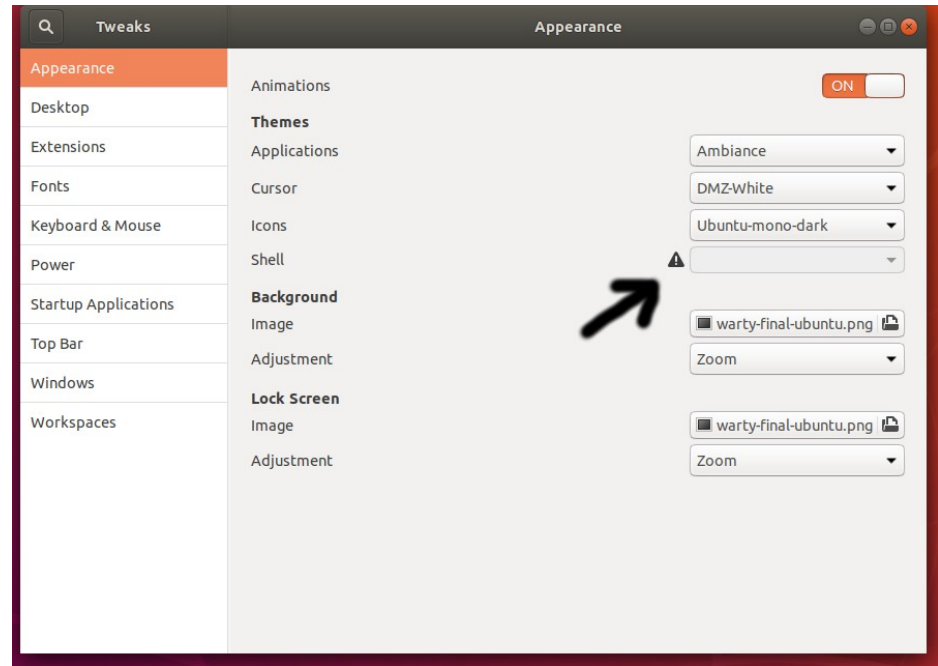 Tweaks
Appearance
Appearance
Desktop
Extensions
Fonts
Keyboard & Mouse
Power
Startup Applications
Top Bar
Windows
Workspaces
Animations ON
Themes
Applications Ambiance
Cursor DMZ-White
Icons Ubuntu-mono-dark
Shell
Background
Image warty-final-ubuntu.png
Adjustment Zoom
Lock Screen
Image warty-final-ubuntu.png
Adjustment Zoom